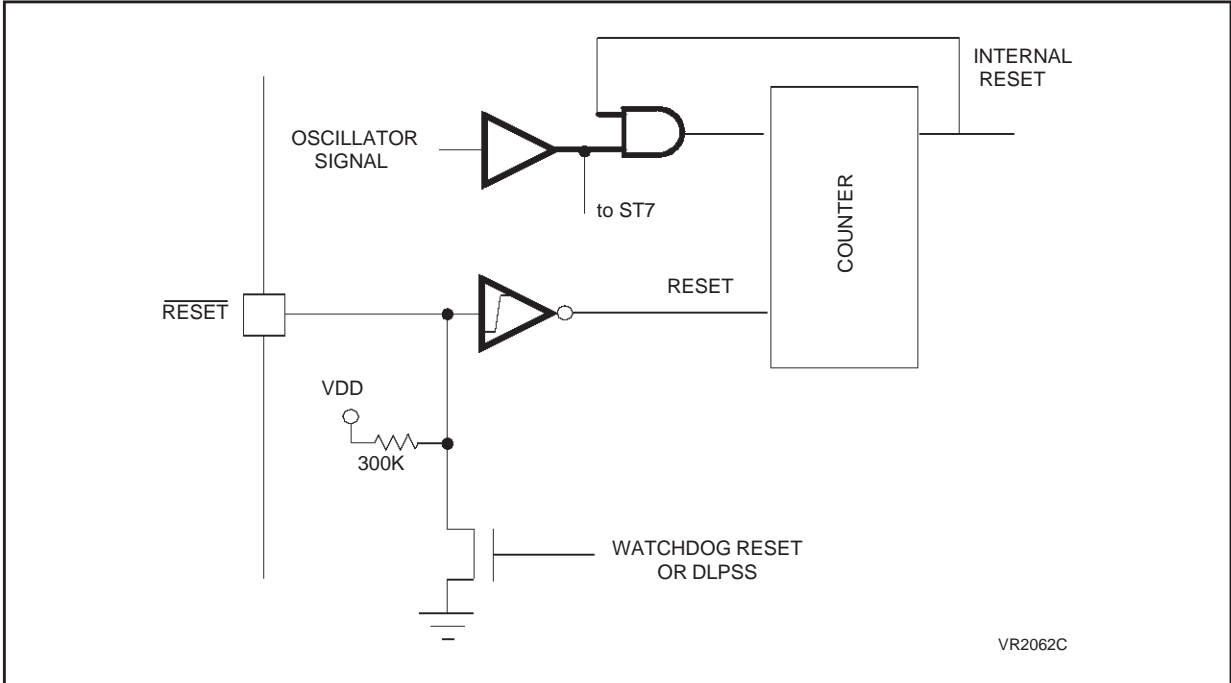 INTERNAL
RESET
OSCILLATOR
SIGNAL
to ST7
COUNTER
RESET
RESET
VDD
300K
WATCHDOG RESET
OR DLPSS
VR2062C